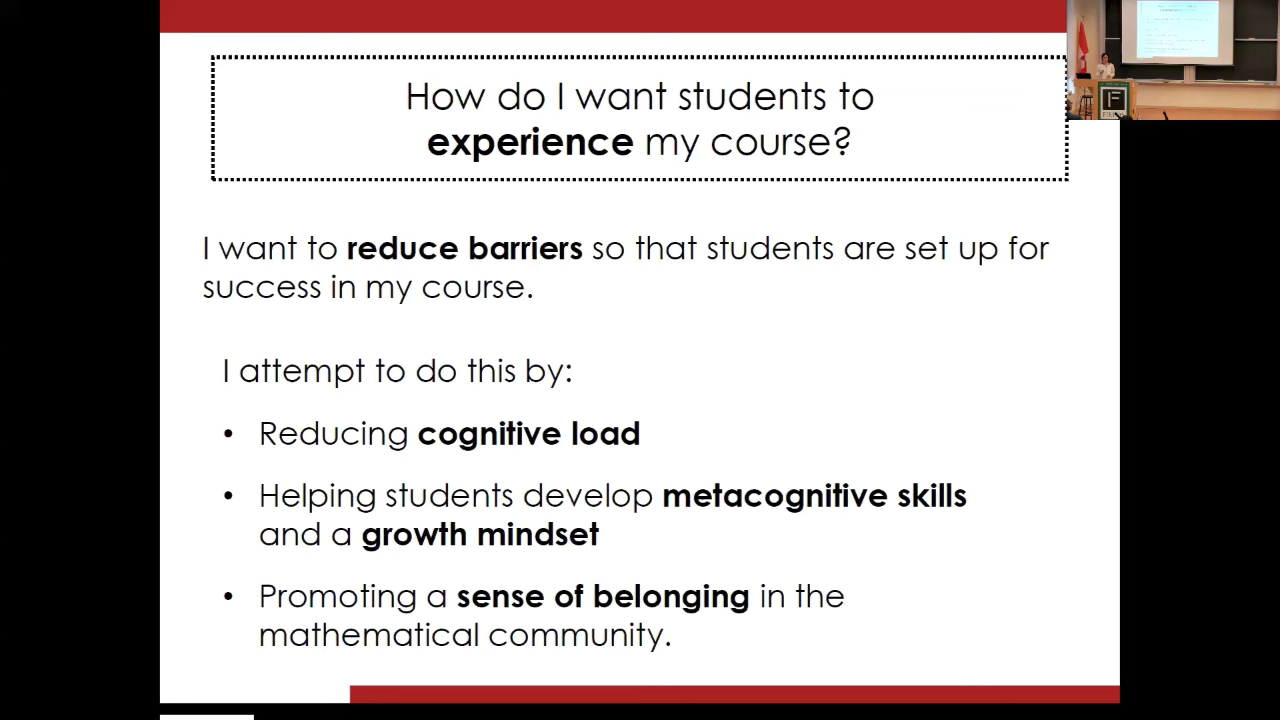 How do I want students to
experience my course?
I want to reduce barriers so that students are set up for
success in my course.
I attempt to do this by:
• Reducing cognitive load
• Helping students develop metacognitive skills
and a growth mindset
• Promoting a sense of belonging in the
mathematical community.